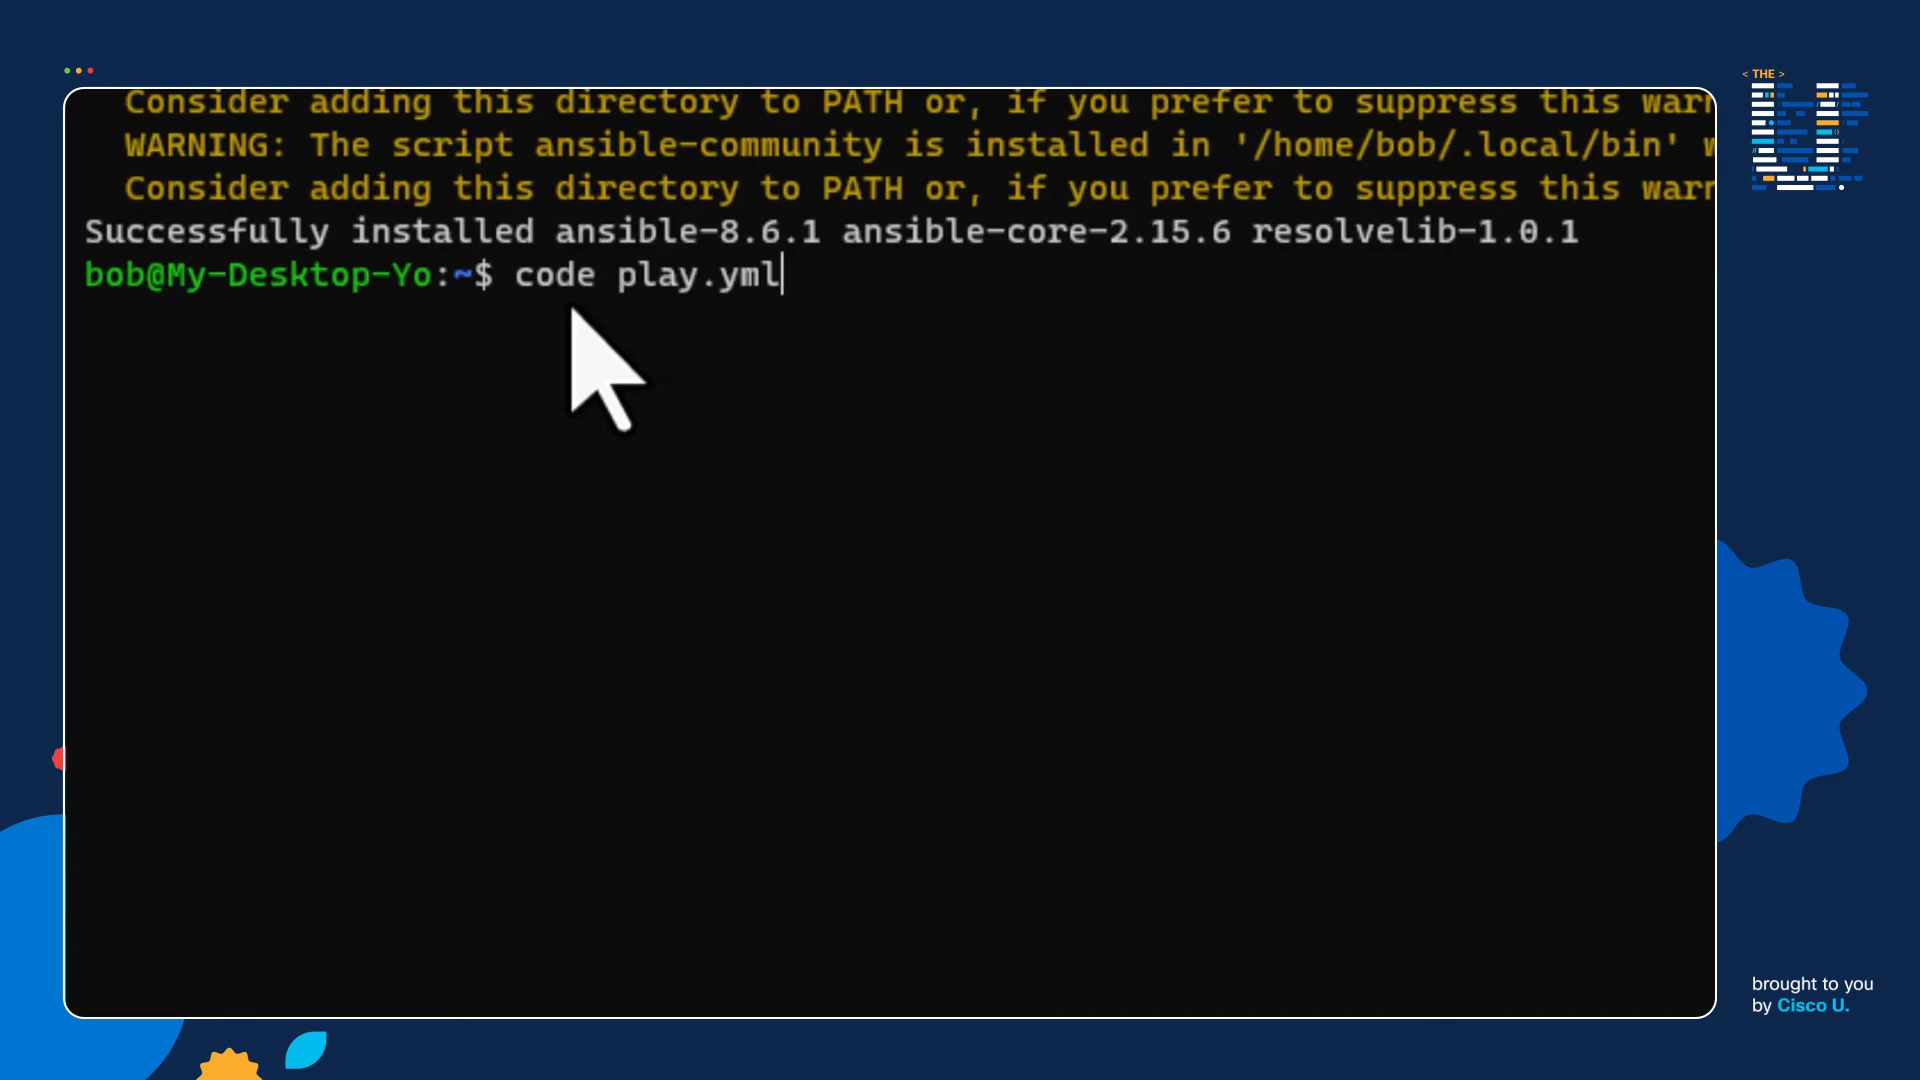 < THE >
Consider adding this directory to PATH or, if you prefer to suppress this warn
WARNING: The script ansible-community is installed in '/home/bob/.local/bin' w
Consider adding this directory to PATH or, if you prefer to suppress this warn
Successfully installed ansible-8.6.1 ansible-core-2.15.6 resolvelib-1.0.1
bob@My-Desktop-Yo:~$ code play.yml
brought to you
by Cisco U.